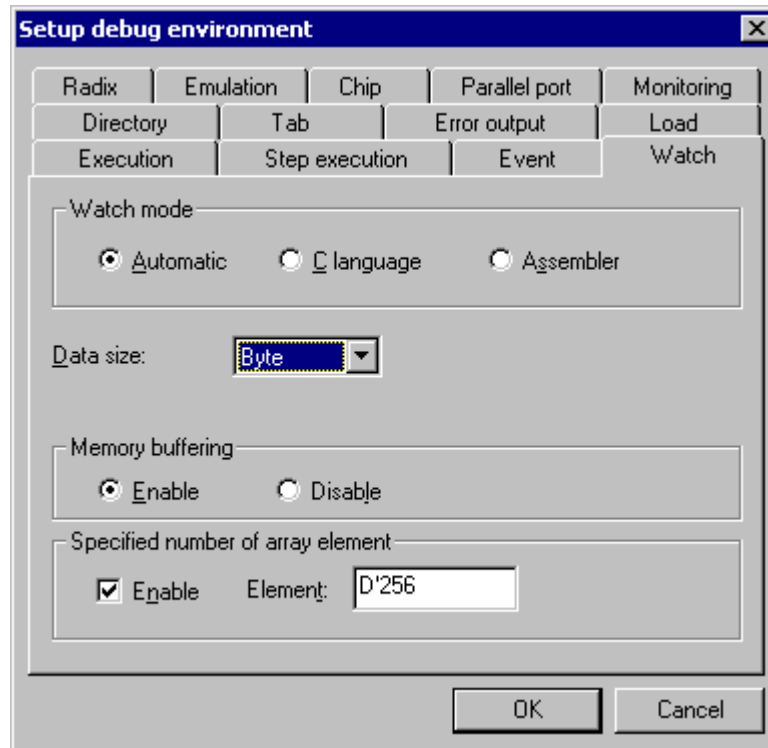 Setup debug environment
Radix Emulation Chip Parallel port Monitoring
Directory Tab Error output Load
Execution Step execution Event Watch
Watch mode
Automatic C language Assembler
Data size: Byte
Memory buffering
Enable Disable
Specified number of array element
Enable Element: D'256
OK Cancel